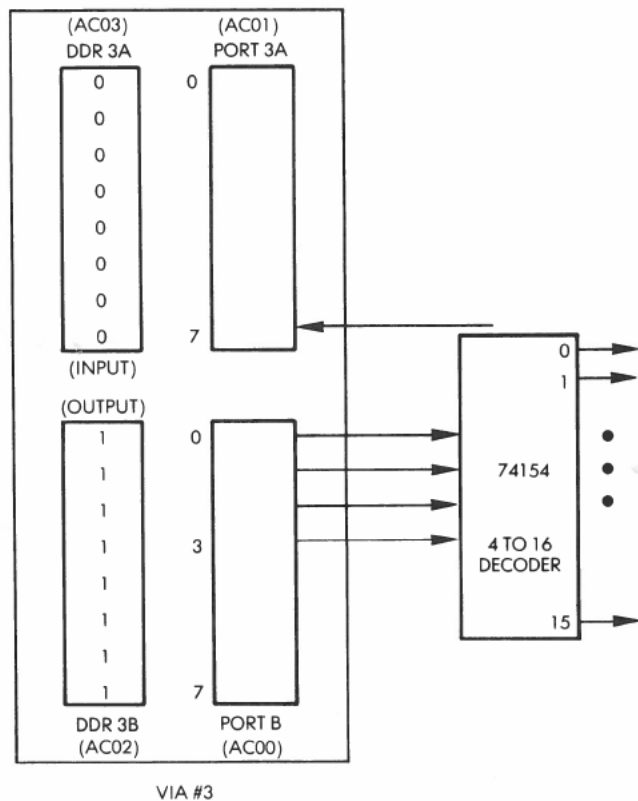 (AC03)
DDR 3A
(AC01)
PORT 3A
0
0
0
0
0
0
0
0
0
7
(INPUT)
(OUTPUT)
1
1
1
1
1
1
1
1
0
3
7
DDR 3B
(AC02)
PORT B
(AC00)
0
1
74154
4 TO 16
DECODER
15
VIA #3